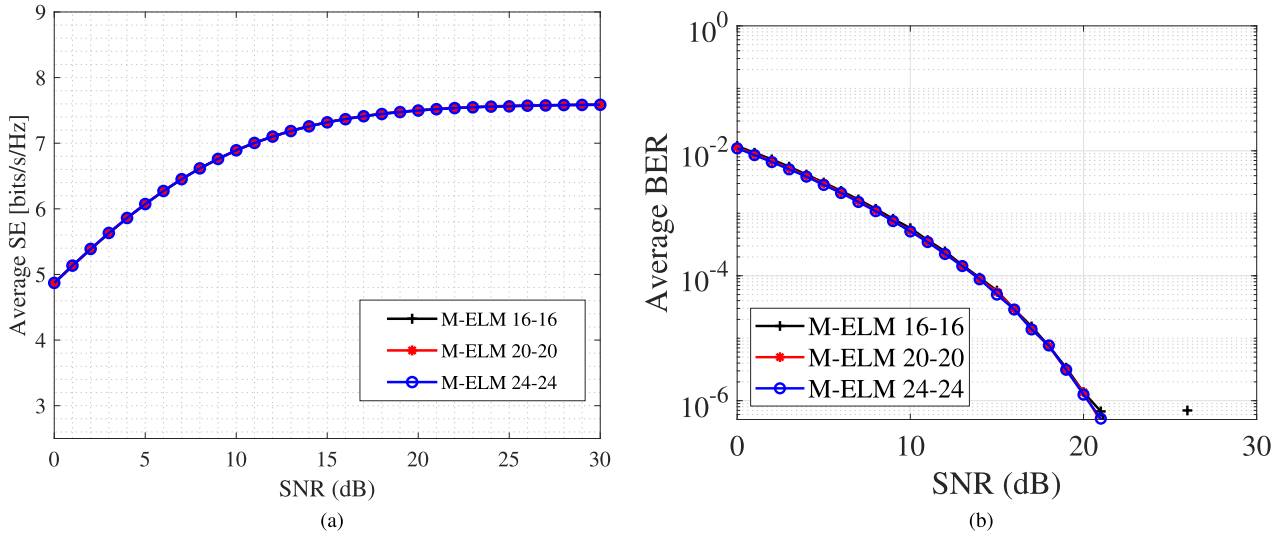 9
8
7
6
5
4
3
0 5 10 15 20 25 30
Average SE [bits/s/Hz]
SNR (dB)
M-ELM 16-16
M-ELM 20-20
M-ELM 24-24
(a)
10^0
10^-2
10^-4
10^-6
0 10 20 30
Average BER
SNR (dB)
M-ELM 16-16
M-ELM 20-20
M-ELM 24-24
(b)